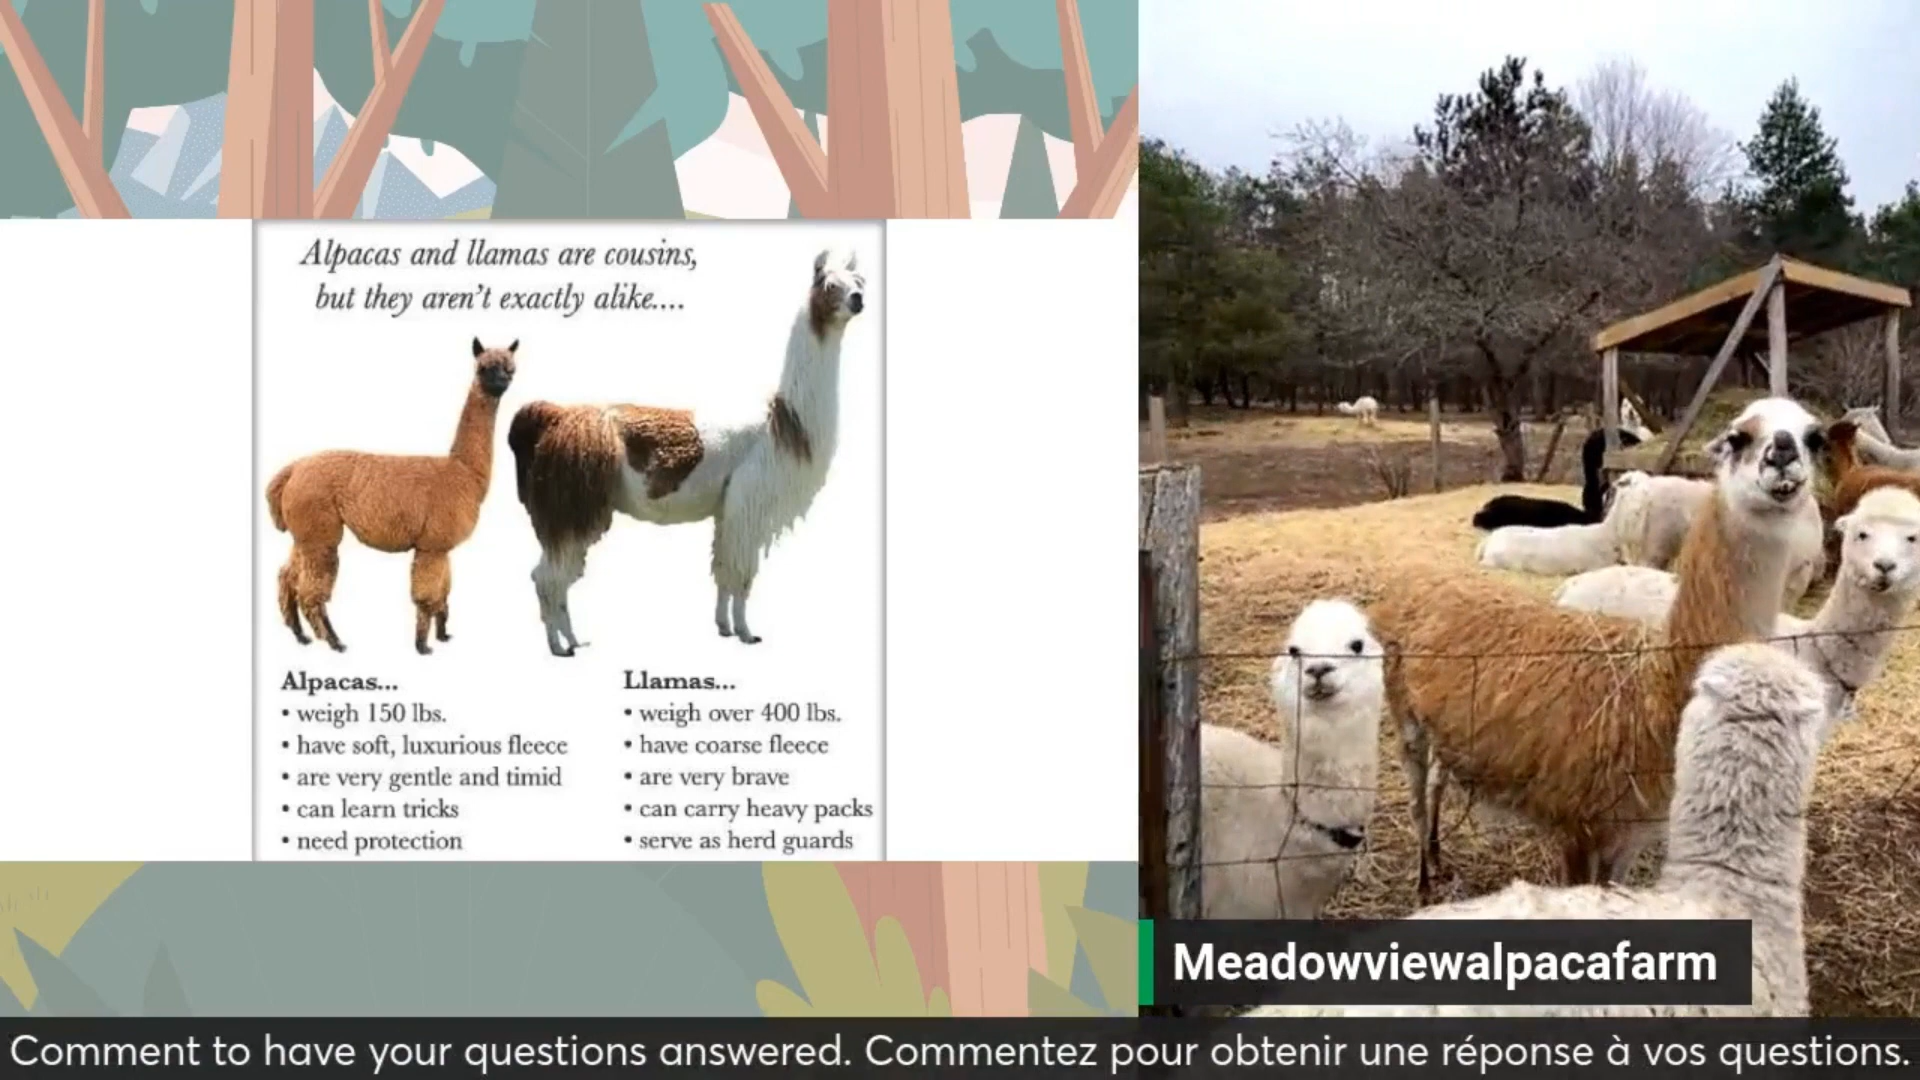 Alpacas and llamas are cousins,
but they aren't exactly alike....
Alpacas...
• weigh 150 lbs.
• have soft, luxurious fleece
• are very gentle and timid
• can learn tricks
• need protection
Llamas...
• weigh over 400 lbs.
• have coarse fleece
• are very brave
• can carry heavy packs
• serve as herd guards
Meadowviewalpacafarm
Comment to have your questions answered. Commentez pour obtenir une réponse à vos questions.